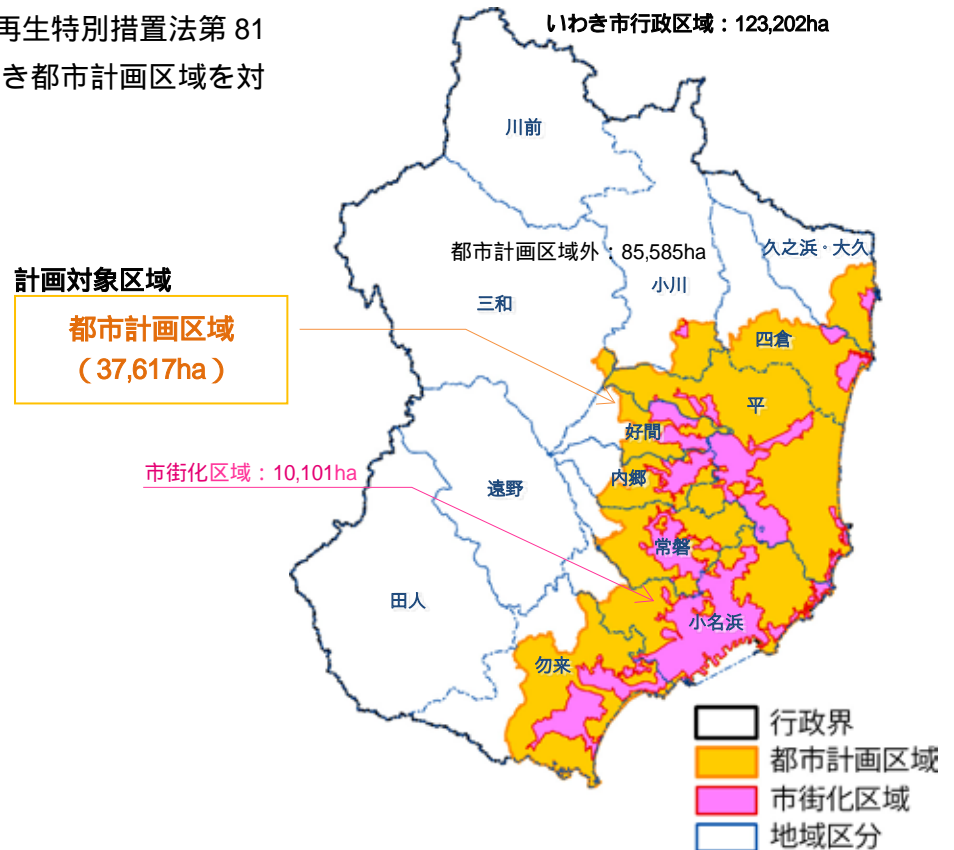 再生特別措置法第 81
き都市計画区域を対
いわき市行政区域：123,202ha
川前
都市計画区域外：85,585ha
久之浜・大久
小川
三和
計画対象区域
都市計画区域
（37,617ha）
四倉
平
好間
内郷
市街化区域：10,101ha
遠野
常磐
田人
小名浜
勿来
行政界
都市計画区域
市街化区域
地域区分